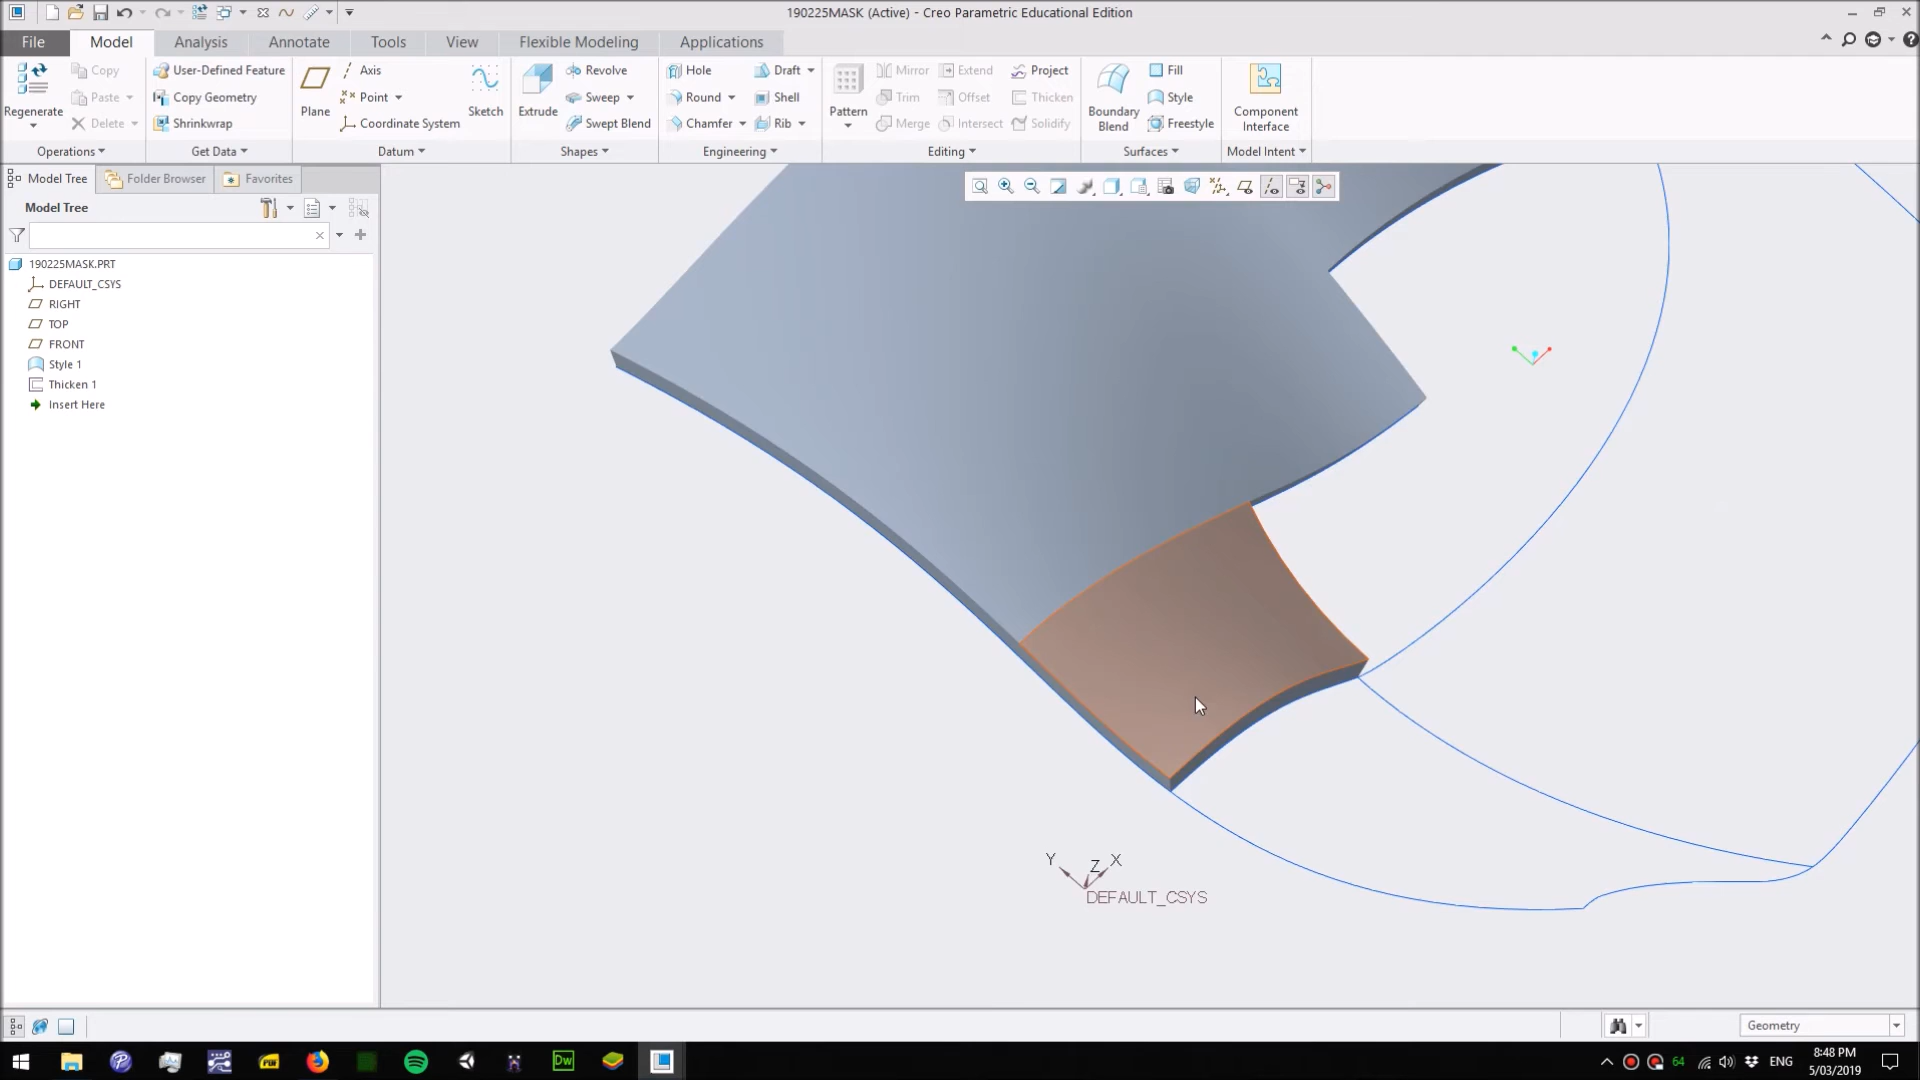 190225MASK (Active) - Creo Parametric Educational Edition
File Model Analysis Annotate Tools View Flexible Modeling Applications
Copy User-Defined Feature Axis Revolve Hole Draft Mirror Extend Project Fill
Regenerate Paste Copy Geometry Plane Point Sketch Extrude Sweep Round Shell Pattern Trim Offset Thicken Boundary Blend Style Component Interface
Delete Shrinkwrap Coordinate System Swept Blend Chamfer Rib Merge Intersect Solidify Freestyle
Operations Get Data Datum Shapes Engineering Editing Surfaces Model Intent
Model Tree Folder Browser Favorites
Model Tree
190225MASK.PRT
DEFAULT_CSYS
RIGHT
TOP
FRONT
Style 1
Thicken 1
Insert Here
Y Z X
DEFAULT_CSYS
Geometry
Dw
64
ENG
8:48 PM
5/03/2019